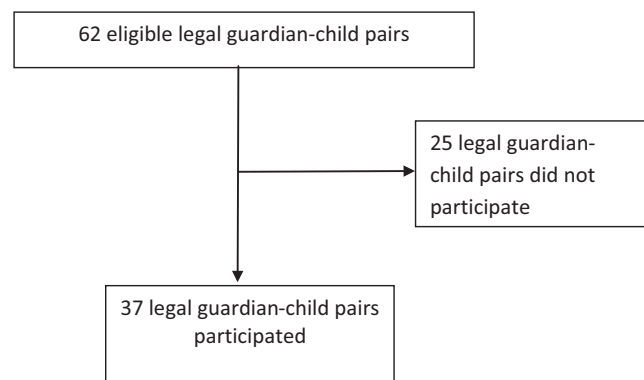 62 eligible legal guardian-child pairs
25 legal guardian-
child pairs did not
participate
37 legal guardian-child pairs
participated